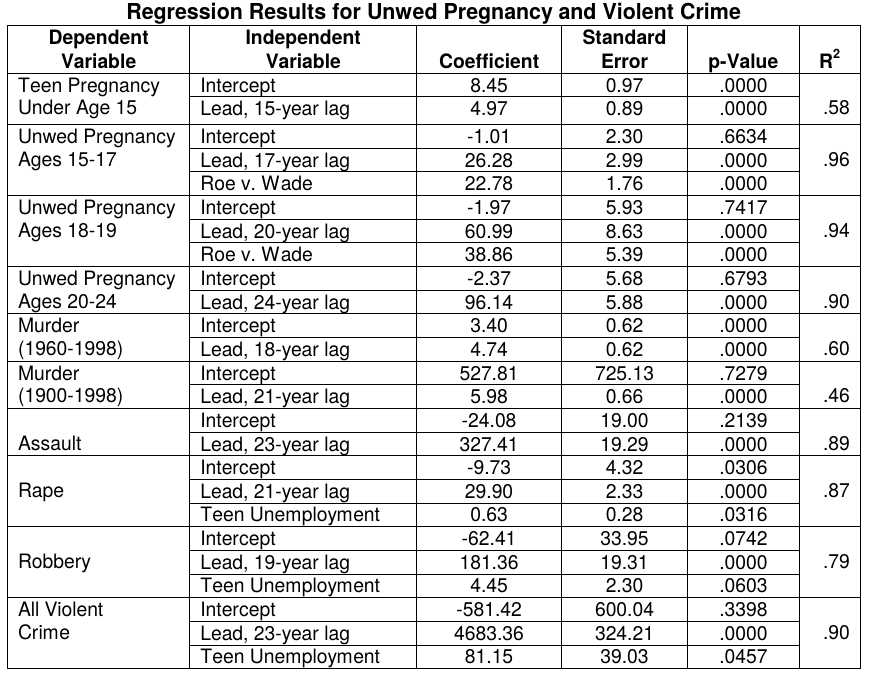 Regression Results for Unwed Pregnancy and Violent Crime
Dependent Variable | Independent Variable | Coefficient | Standard Error | p-Value | R²
Teen Pregnancy | Intercept | 8.45 | 0.97 | .0000
Under Age 15 | Lead, 15-year lag | 4.97 | 0.89 | .0000 | .58
Unwed Pregnancy | Intercept | -1.01 | 2.30 | .6634
Ages 15-17 | Lead, 17-year lag | 26.28 | 2.99 | .0000 | .96
Roe v. Wade | 22.78 | 1.76 | .0000
Unwed Pregnancy | Intercept | -1.97 | 5.93 | .7417
Ages 18-19 | Lead, 20-year lag | 60.99 | 8.63 | .0000 | .94
Roe v. Wade | 38.86 | 5.39 | .0000
Unwed Pregnancy | Intercept | -2.37 | 5.68 | .6793
Ages 20-24 | Lead, 24-year lag | 96.14 | 5.88 | .0000 | .90
Murder | Intercept | 3.40 | 0.62 | .0000
(1960-1998) | Lead, 18-year lag | 4.74 | 0.62 | .0000 | .60
Murder | Intercept | 527.81 | 725.13 | .7279
(1900-1998) | Lead, 21-year lag | 5.98 | 0.66 | .0000 | .46
Intercept | -24.08 | 19.00 | .2139
Assault | Lead, 23-year lag | 327.41 | 19.29 | .0000 | .89
Intercept | -9.73 | 4.32 | .0306
Rape | Lead, 21-year lag | 29.90 | 2.33 | .0000 | .87
Teen Unemployment | 0.63 | 0.28 | .0316
Intercept | -62.41 | 33.95 | .0742
Robbery | Lead, 19-year lag | 181.36 | 19.31 | .0000 | .79
Teen Unemployment | 4.45 | 2.30 | .0603
All Violent | Intercept | -581.42 | 600.04 | .3398
Crime | Lead, 23-year lag | 4683.36 | 324.21 | .0000 | .90
Teen Unemployment | 81.15 | 39.03 | .0457